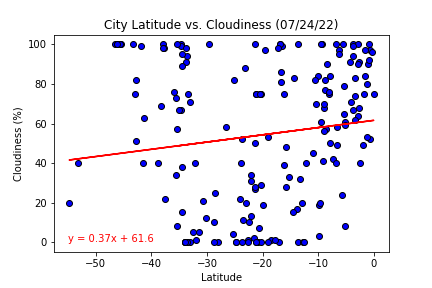 City Latitude vs. Cloudiness (07/24/22)
100
80
60
40
20
0
Cloudiness (%)
y = 0.37x + 61.6
−50 −40 −30 −20 −10 0
Latitude